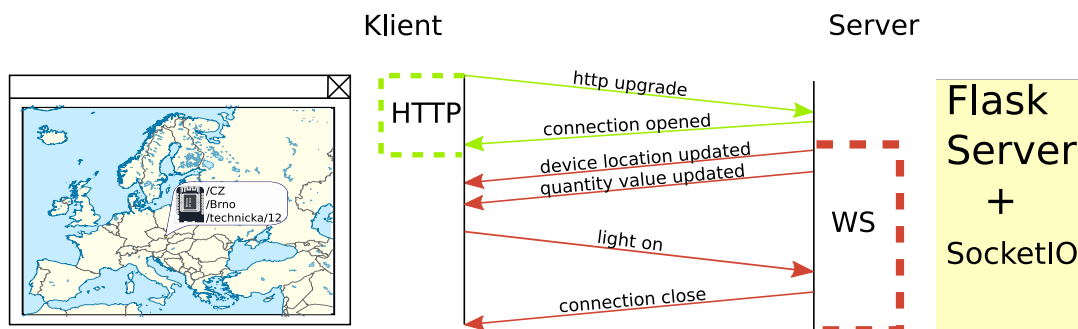 Klient
Server
HTTP
http upgrade
connection opened
device location updated
quantity value updated
light on
connection close
WS
/CZ
/Brno
/technicka/12
Flask
Server
+
SocketIO